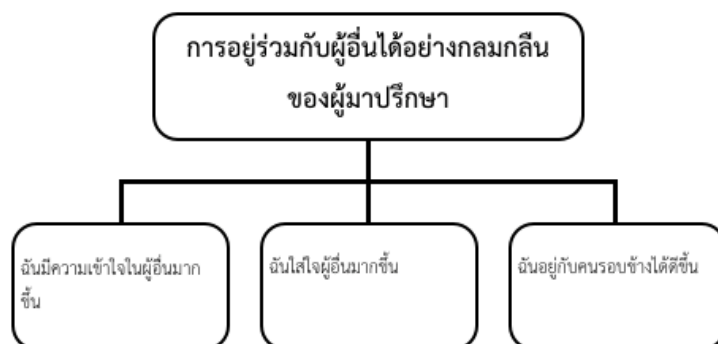 การอยู่ร่วมกับผู้อื่นได้อย่างกลมกลืน
ของผู้มาปรึกษา
ฉันมีความเข้าใจในผู้อื่นมาก
ขึ้น
ฉันใส่ใจผู้อื่นมากขึ้น
ฉันอยู่กับคนรอบข้างได้ดีขึ้น